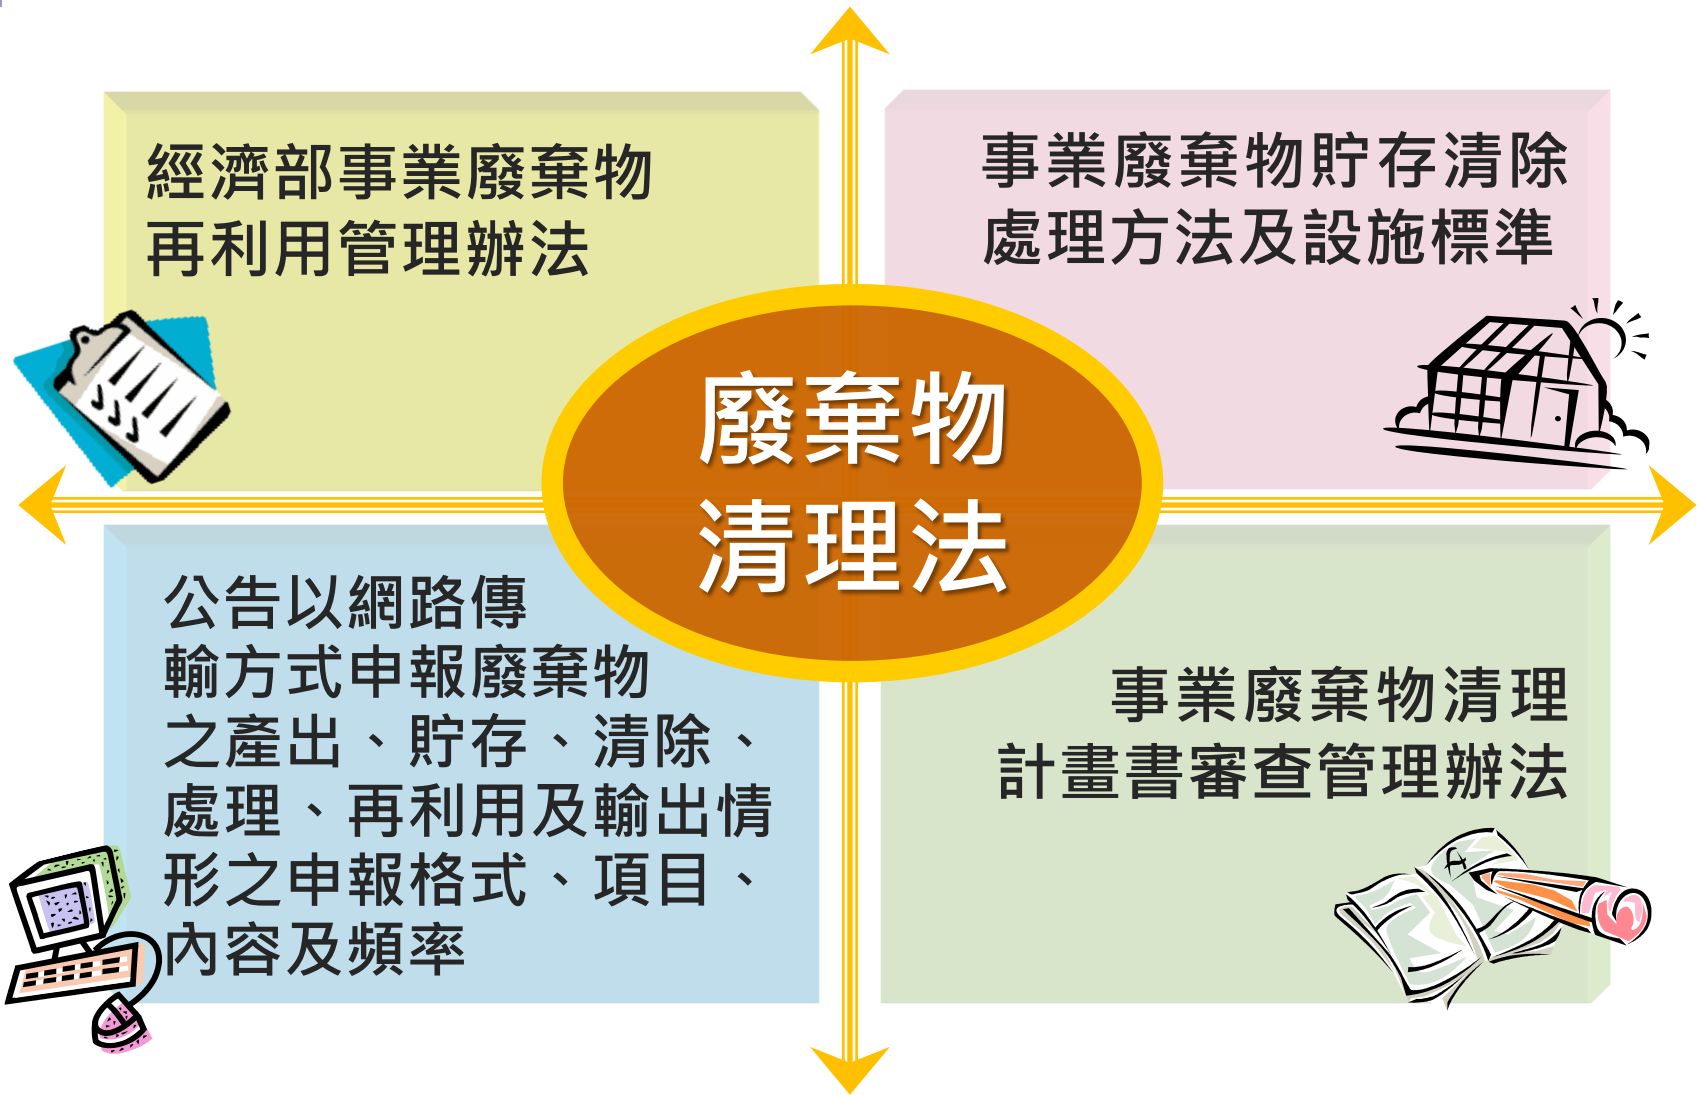 經濟部事業廢棄物
再利用管理辦法
事業廢棄物貯存清除
處理方法及設施標準
廢棄物
清理法
公告以網路傳
輸方式申報廢棄物
之產出、貯存、清除、
處理、再利用及輸出情
形之申報格式、項目、
內容及頻率
事業廢棄物清理
計畫書審查管理辦法